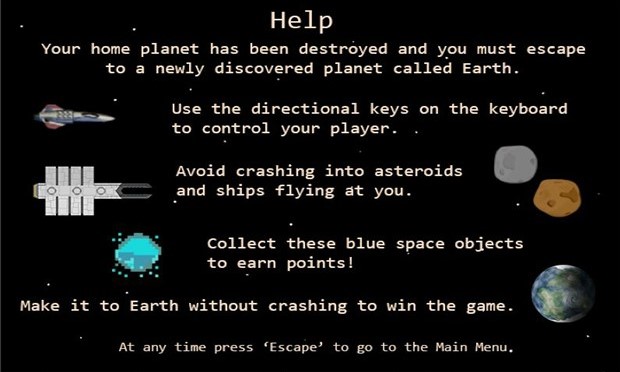 Help
Your home planet has been destroyed and you must escape
to a newly discovered planet called Earth.
Use the directional keys on the keyboard
to control your player.
Avoid crashing into asteroids
and ships flying at you.
Collect these blue space objects
to earn points!
Make it to Earth without crashing to win the game.
At any time press ‘Escape’ to go to the Main Menu.